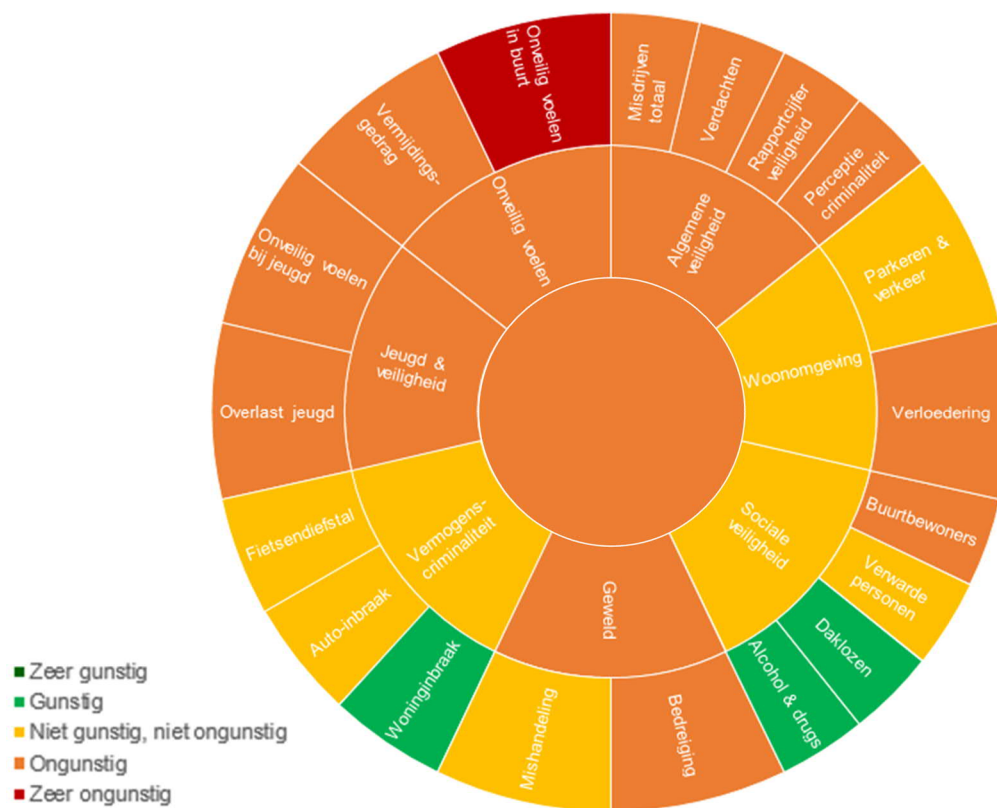 Onveilig voelen
in buurt
Misdrijven
totaal
Verdachten
Rapportcijfer
veiligheid
Perceptie
criminaliteit
Parkeren &
verkeer
Verloedering
Buurtbewoners
Verwarde
personen
Daklozen
Alcohol & drugs
Bedreiging
Mishandeling
Woninginbraak
Auto-inbraak
Fietsendiefstal
Overlast jeugd
Onveilig voelen
bij jeugd
Vermijdings-
gedrag
Onveilig voelen
Algemene
veiligheid
Woonomgeving
Sociale
veiligheid
Geweld
Vermogens-
criminaliteit
Jeugd &
veiligheid
Zeer gunstig
Gunstig
Niet gunstig, niet ongunstig
Ongunstig
Zeer ongunstig